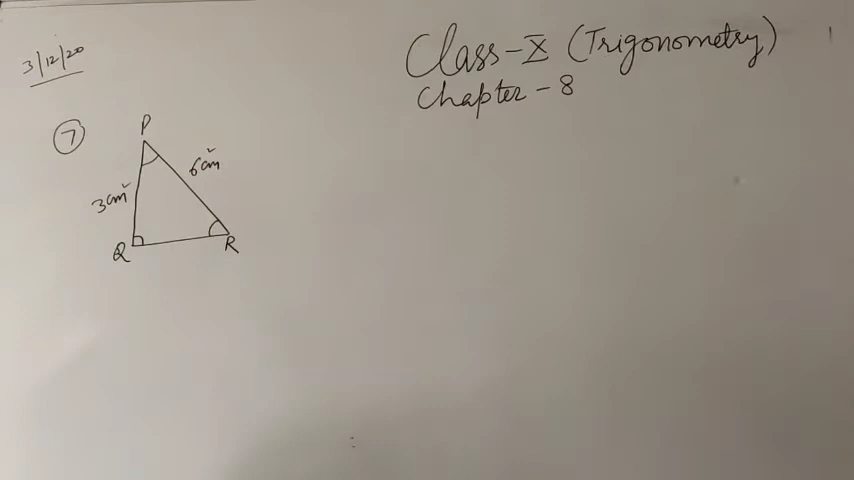 3/12/20
Class-X (Trigonometry)
Chapter-8
7
P
6cm
3cm
Q
R